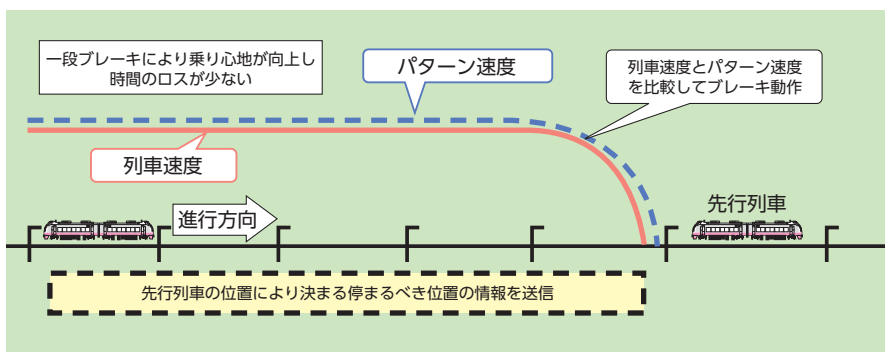 一段ブレーキにより乗り心地が向上し
時間のロスが少ない
パターン速度
列車速度とパターン速度
を比較してブレーキ動作
列車速度
進行方向
先行列車
先行列車の位置により決まる停まるべき位置の情報を送信